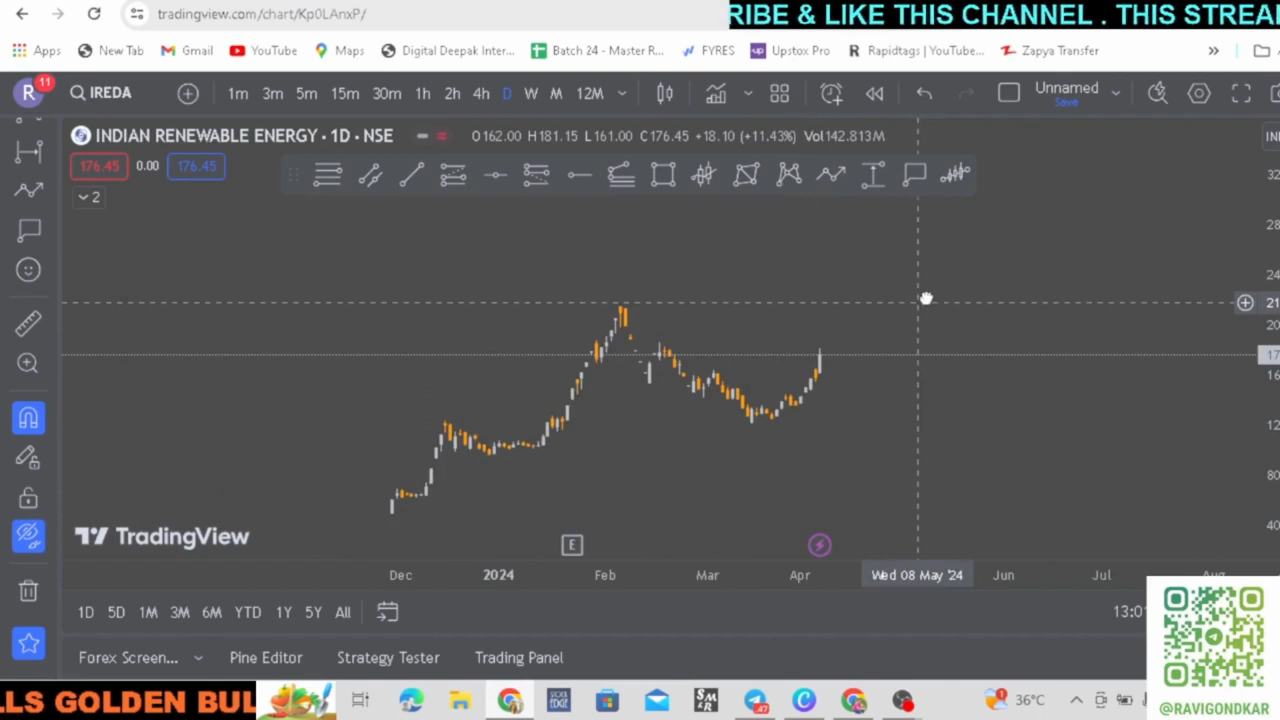 tradingview.com/chart/Kp0LAnxP/
RIBE & LIKE THIS CHANNEL . THIS STREA
Apps New Tab Gmail YouTube Maps Digital Deepak Inter... Batch 24 - Master R... FYRES Upstox Pro Rapidtags | YouTube... Zapya Transfer »
R 11 IREDA 1m 3m 5m 15m 30m 1h 2h 4h D W M 12M Unnamed
Save
INDIAN RENEWABLE ENERGY · 1D · NSE O162.00 H181.15 L161.00 C176.45 +18.10 (+11.43%) Vol142.813M
176.45 0.00 176.45
2
TradingView
E
Dec 2024 Feb Mar Apr Wed 08 May '24 Jun Jul
1D 5D 1M 3M 6M YTD 1Y 5Y All
Forex Screen... Pine Editor Strategy Tester Trading Panel
LLS GOLDEN BUL
36°C
@RAVIGONDKAR